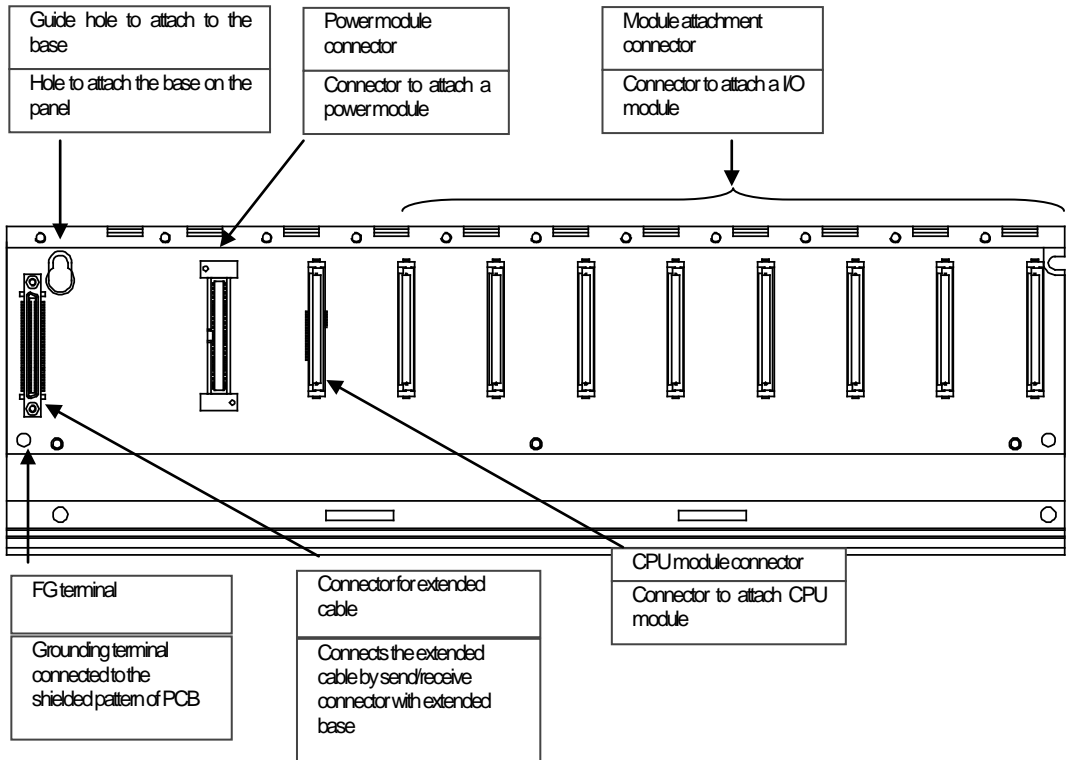 Guide hole to attach to the
base
Hole to attach the base on the
panel
Power module
connector
Connector to attach a
power module
Module attachment
connector
Connector to attach a I/O
module
FG terminal
Grounding terminal
connected to the
shielded pattern of PCB
Connector for extended
cable
Connects the extended
cable by send/receive
connector with extended
base
CPU module connector
Connector to attach CPU
module